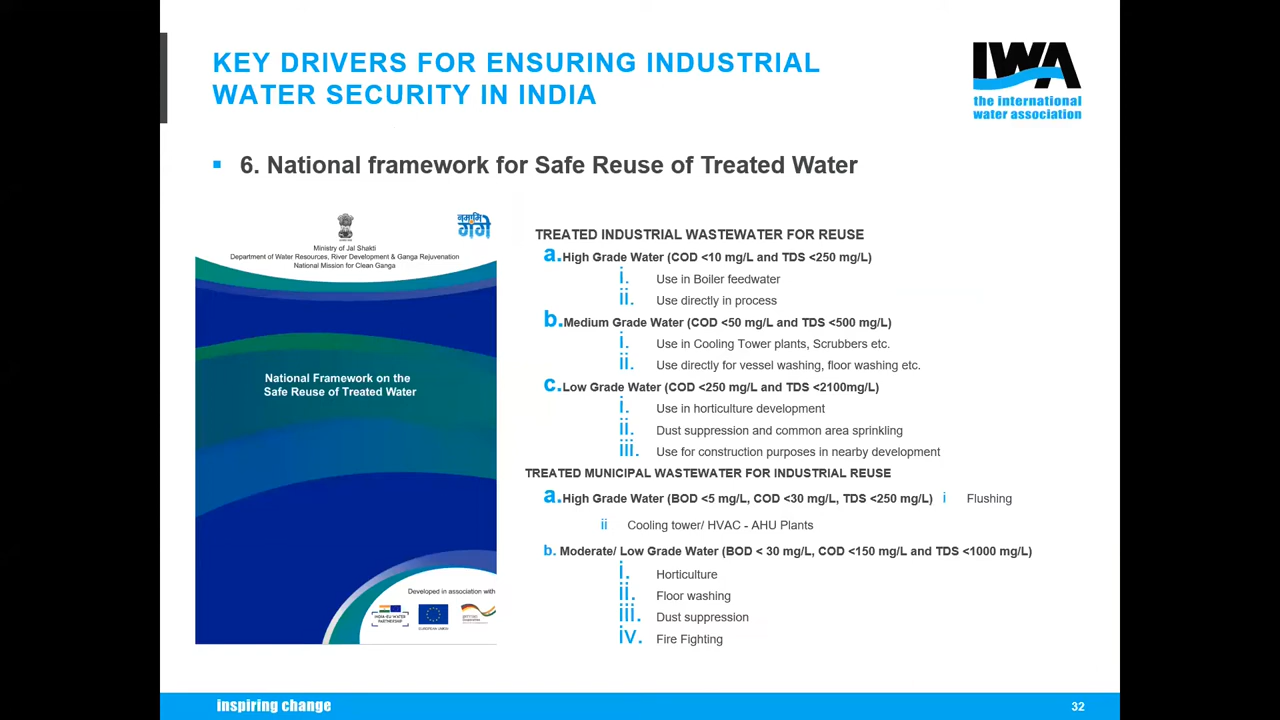 KEY DRIVERS FOR ENSURING INDUSTRIAL
WATER SECURITY IN INDIA
IWA
the international
water association
6. National framework for Safe Reuse of Treated Water
नमामि
गंगे
Ministry of Jal Shakti
Department of Water Resources, River Development & Ganga Rejuvenation
National Mission for Clean Ganga
National Framework on the
Safe Reuse of Treated Water
Developed in association with
INDIA-EU WATER
PARTNERSHIP
EUROPEAN UNION
TREATED INDUSTRIAL WASTEWATER FOR REUSE
a. High Grade Water (COD <10 mg/L and TDS <250 mg/L)
i. Use in Boiler feedwater
ii. Use directly in process
b. Medium Grade Water (COD <50 mg/L and TDS <500 mg/L)
i. Use in Cooling Tower plants, Scrubbers etc.
ii. Use directly for vessel washing, floor washing etc.
c. Low Grade Water (COD <250 mg/L and TDS <2100mg/L)
i. Use in horticulture development
ii. Dust suppression and common area sprinkling
iii. Use for construction purposes in nearby development
TREATED MUNICIPAL WASTEWATER FOR INDUSTRIAL REUSE
a. High Grade Water (BOD <5 mg/L, COD <30 mg/L, TDS <250 mg/L) i Flushing
ii Cooling tower/ HVAC - AHU Plants
b. Moderate/ Low Grade Water (BOD < 30 mg/L, COD <150 mg/L and TDS <1000 mg/L)
i. Horticulture
ii. Floor washing
iii. Dust suppression
iv. Fire Fighting
inspiring change
32